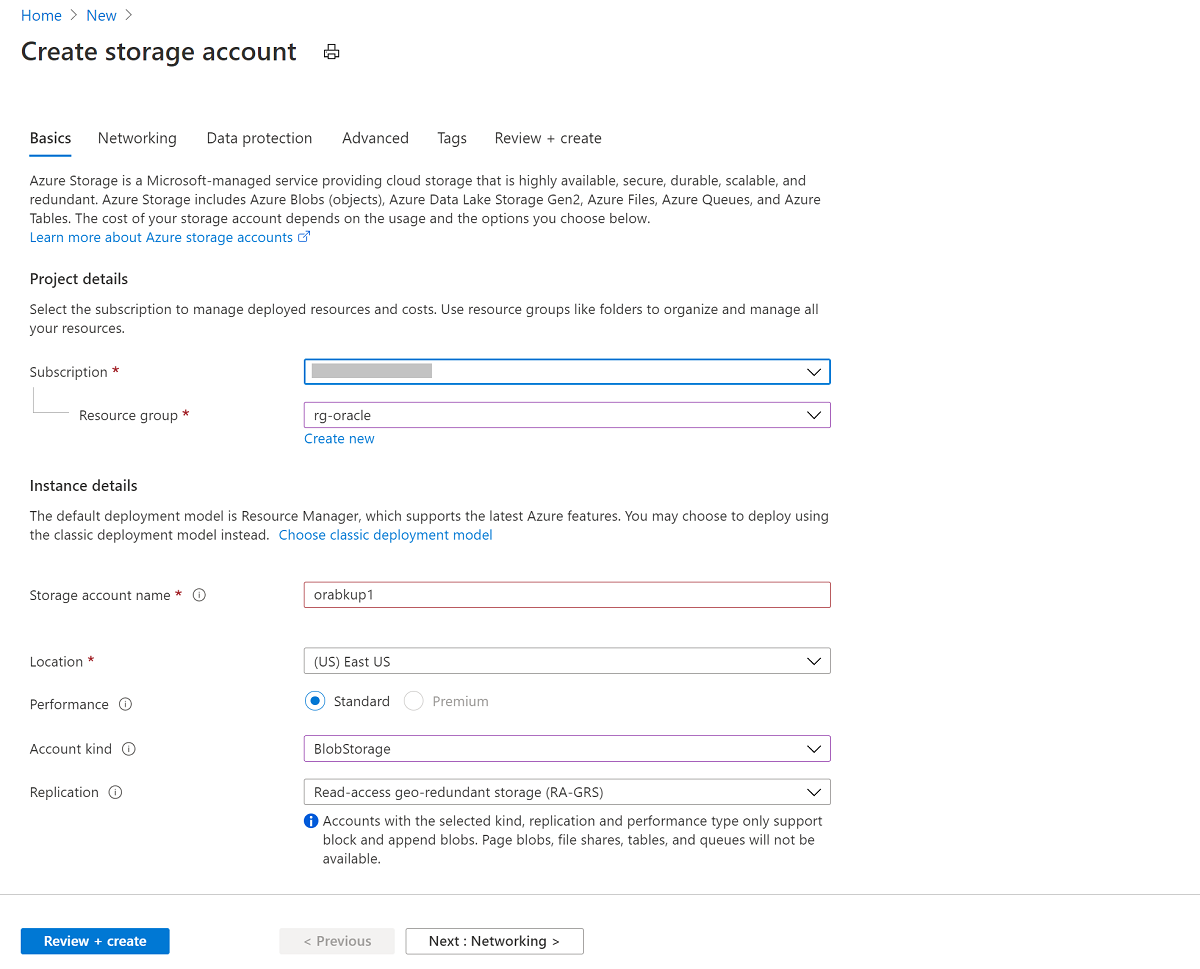 Home > New >
Create storage account
Basics Networking Data protection Advanced Tags Review + create
Azure Storage is a Microsoft-managed service providing cloud storage that is highly available, secure, durable, scalable, and
redundant. Azure Storage includes Azure Blobs (objects), Azure Data Lake Storage Gen2, Azure Files, Azure Queues, and Azure
Tables. The cost of your storage account depends on the usage and the options you choose below.
Learn more about Azure storage accounts
Project details
Select the subscription to manage deployed resources and costs. Use resource groups like folders to organize and manage all
your resources.
Subscription *
Resource group * rg-oracle
Create new
Instance details
The default deployment model is Resource Manager, which supports the latest Azure features. You may choose to deploy using
the classic deployment model instead. Choose classic deployment model
Storage account name * orabkup1
Location * (US) East US
Performance Standard Premium
Account kind BlobStorage
Replication Read-access geo-redundant storage (RA-GRS)
Accounts with the selected kind, replication and performance type only support
block and append blobs. Page blobs, file shares, tables, and queues will not be
available.
Review + create < Previous Next : Networking >